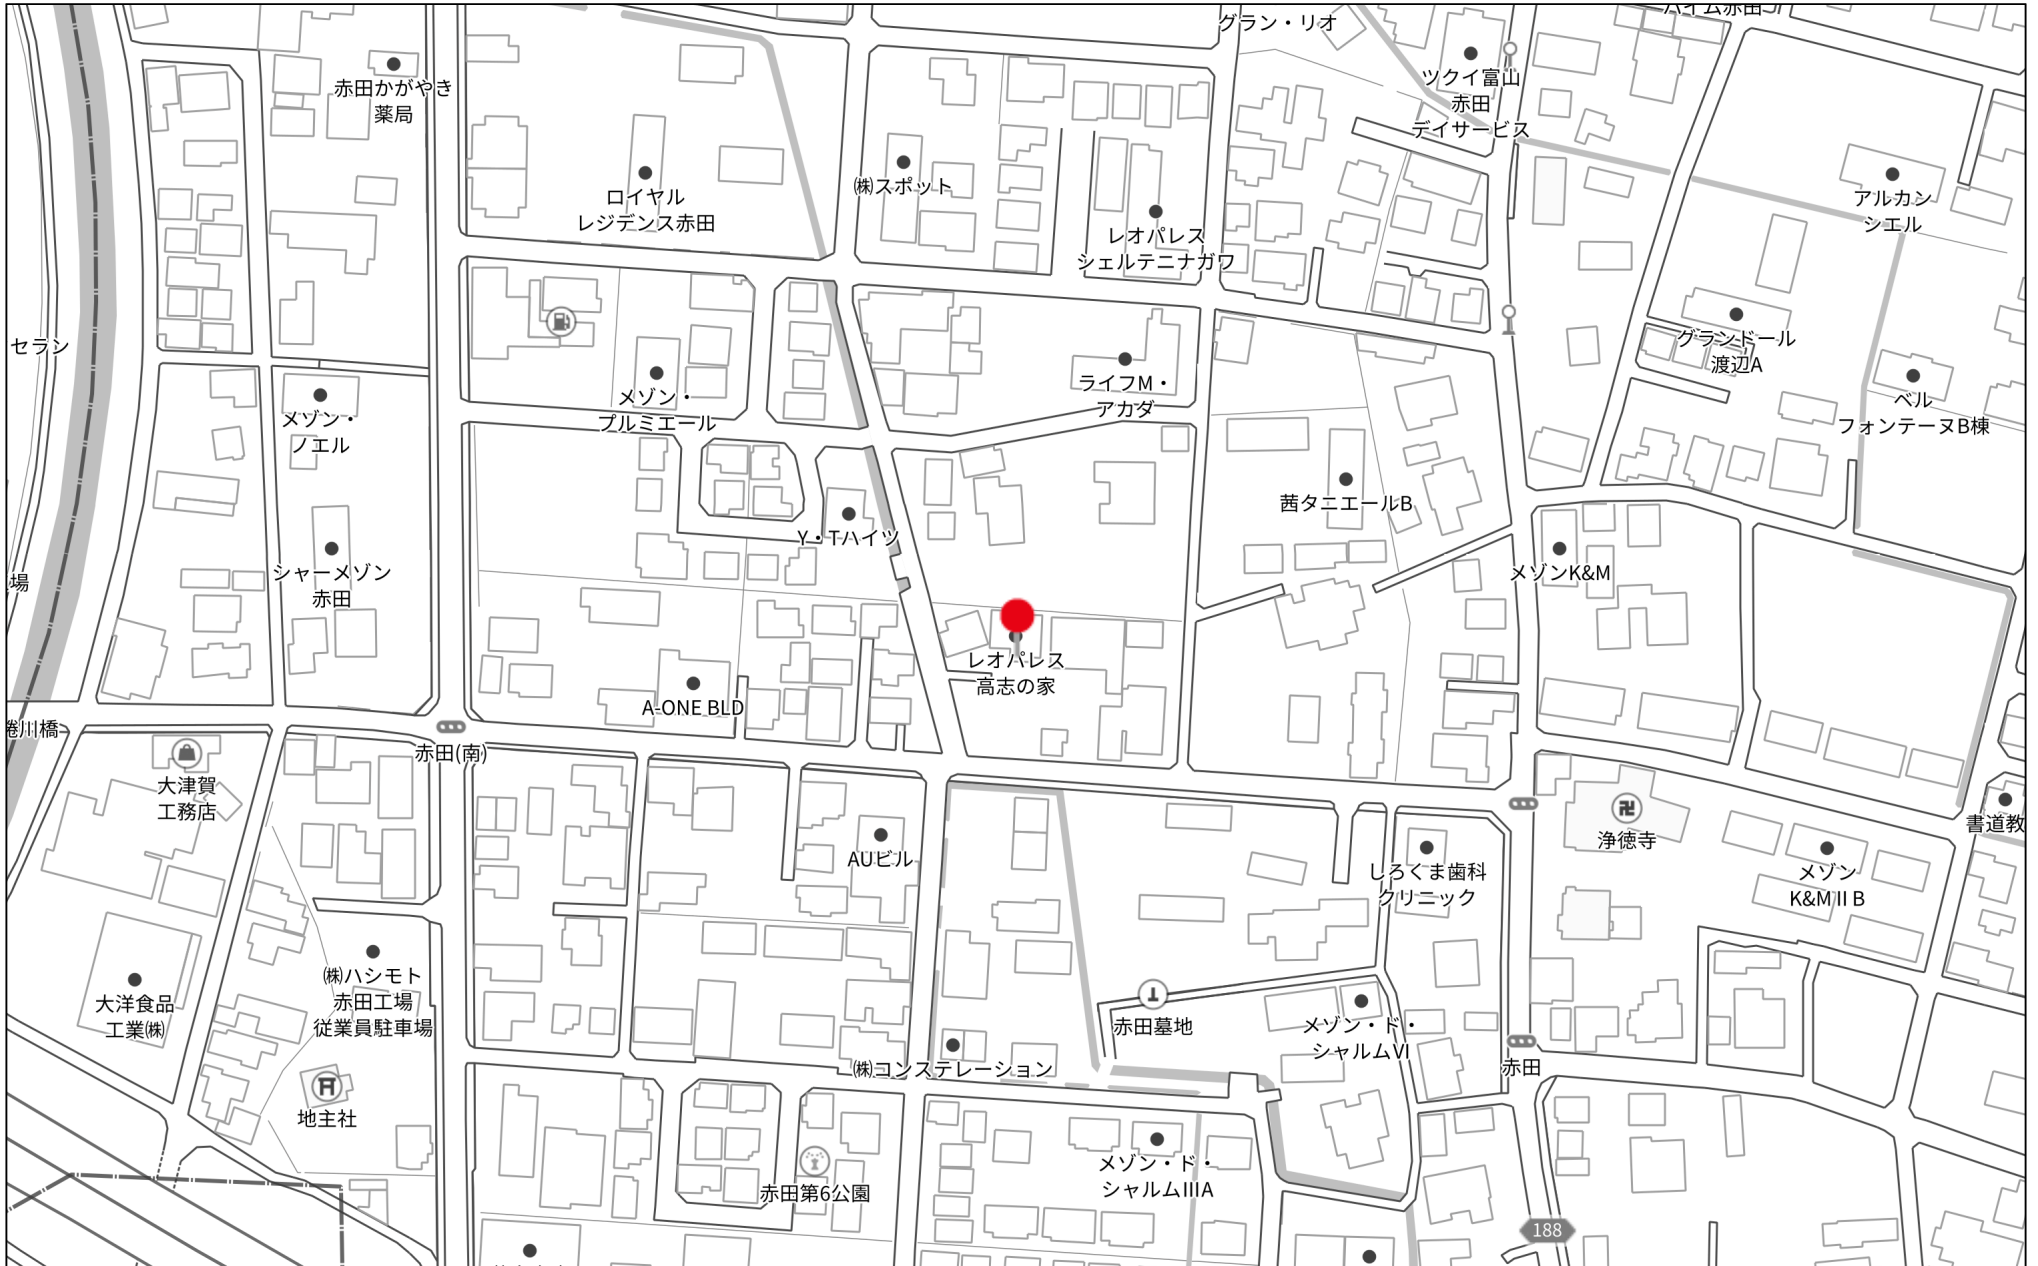 グラン・リオ
ツクイ富山
赤田
デイサービス
赤田かがやき
薬局
ロイヤル
レジデンス赤田
㈱スポット
レオパレス
シェルテニナガワ
アルカン
シエル
セラン
メゾン・
ノエル
メゾン・
プルミエール
ライフM・
アカダ
グランドール
渡辺A
ベル
フォンテーヌB棟
茜タニエールB
Y・Tハイツ
シャーメゾン
赤田
場
メゾンK&M
レオパレス
高志の家
A-ONE BLD
川橋
赤田(南)
大津賀
工務店
AUビル
しろくま歯科
クリニック
浄徳寺
書道教
メゾン
K&MⅡB
大洋食品
工業㈱
㈱ハシモト
赤田工場
従業員駐車場
赤田墓地
メゾン・ド・
シャルムⅥ
赤田
㈱コンステレーション
地主社
赤田第6公園
メゾン・ド・
シャルムⅢA
188